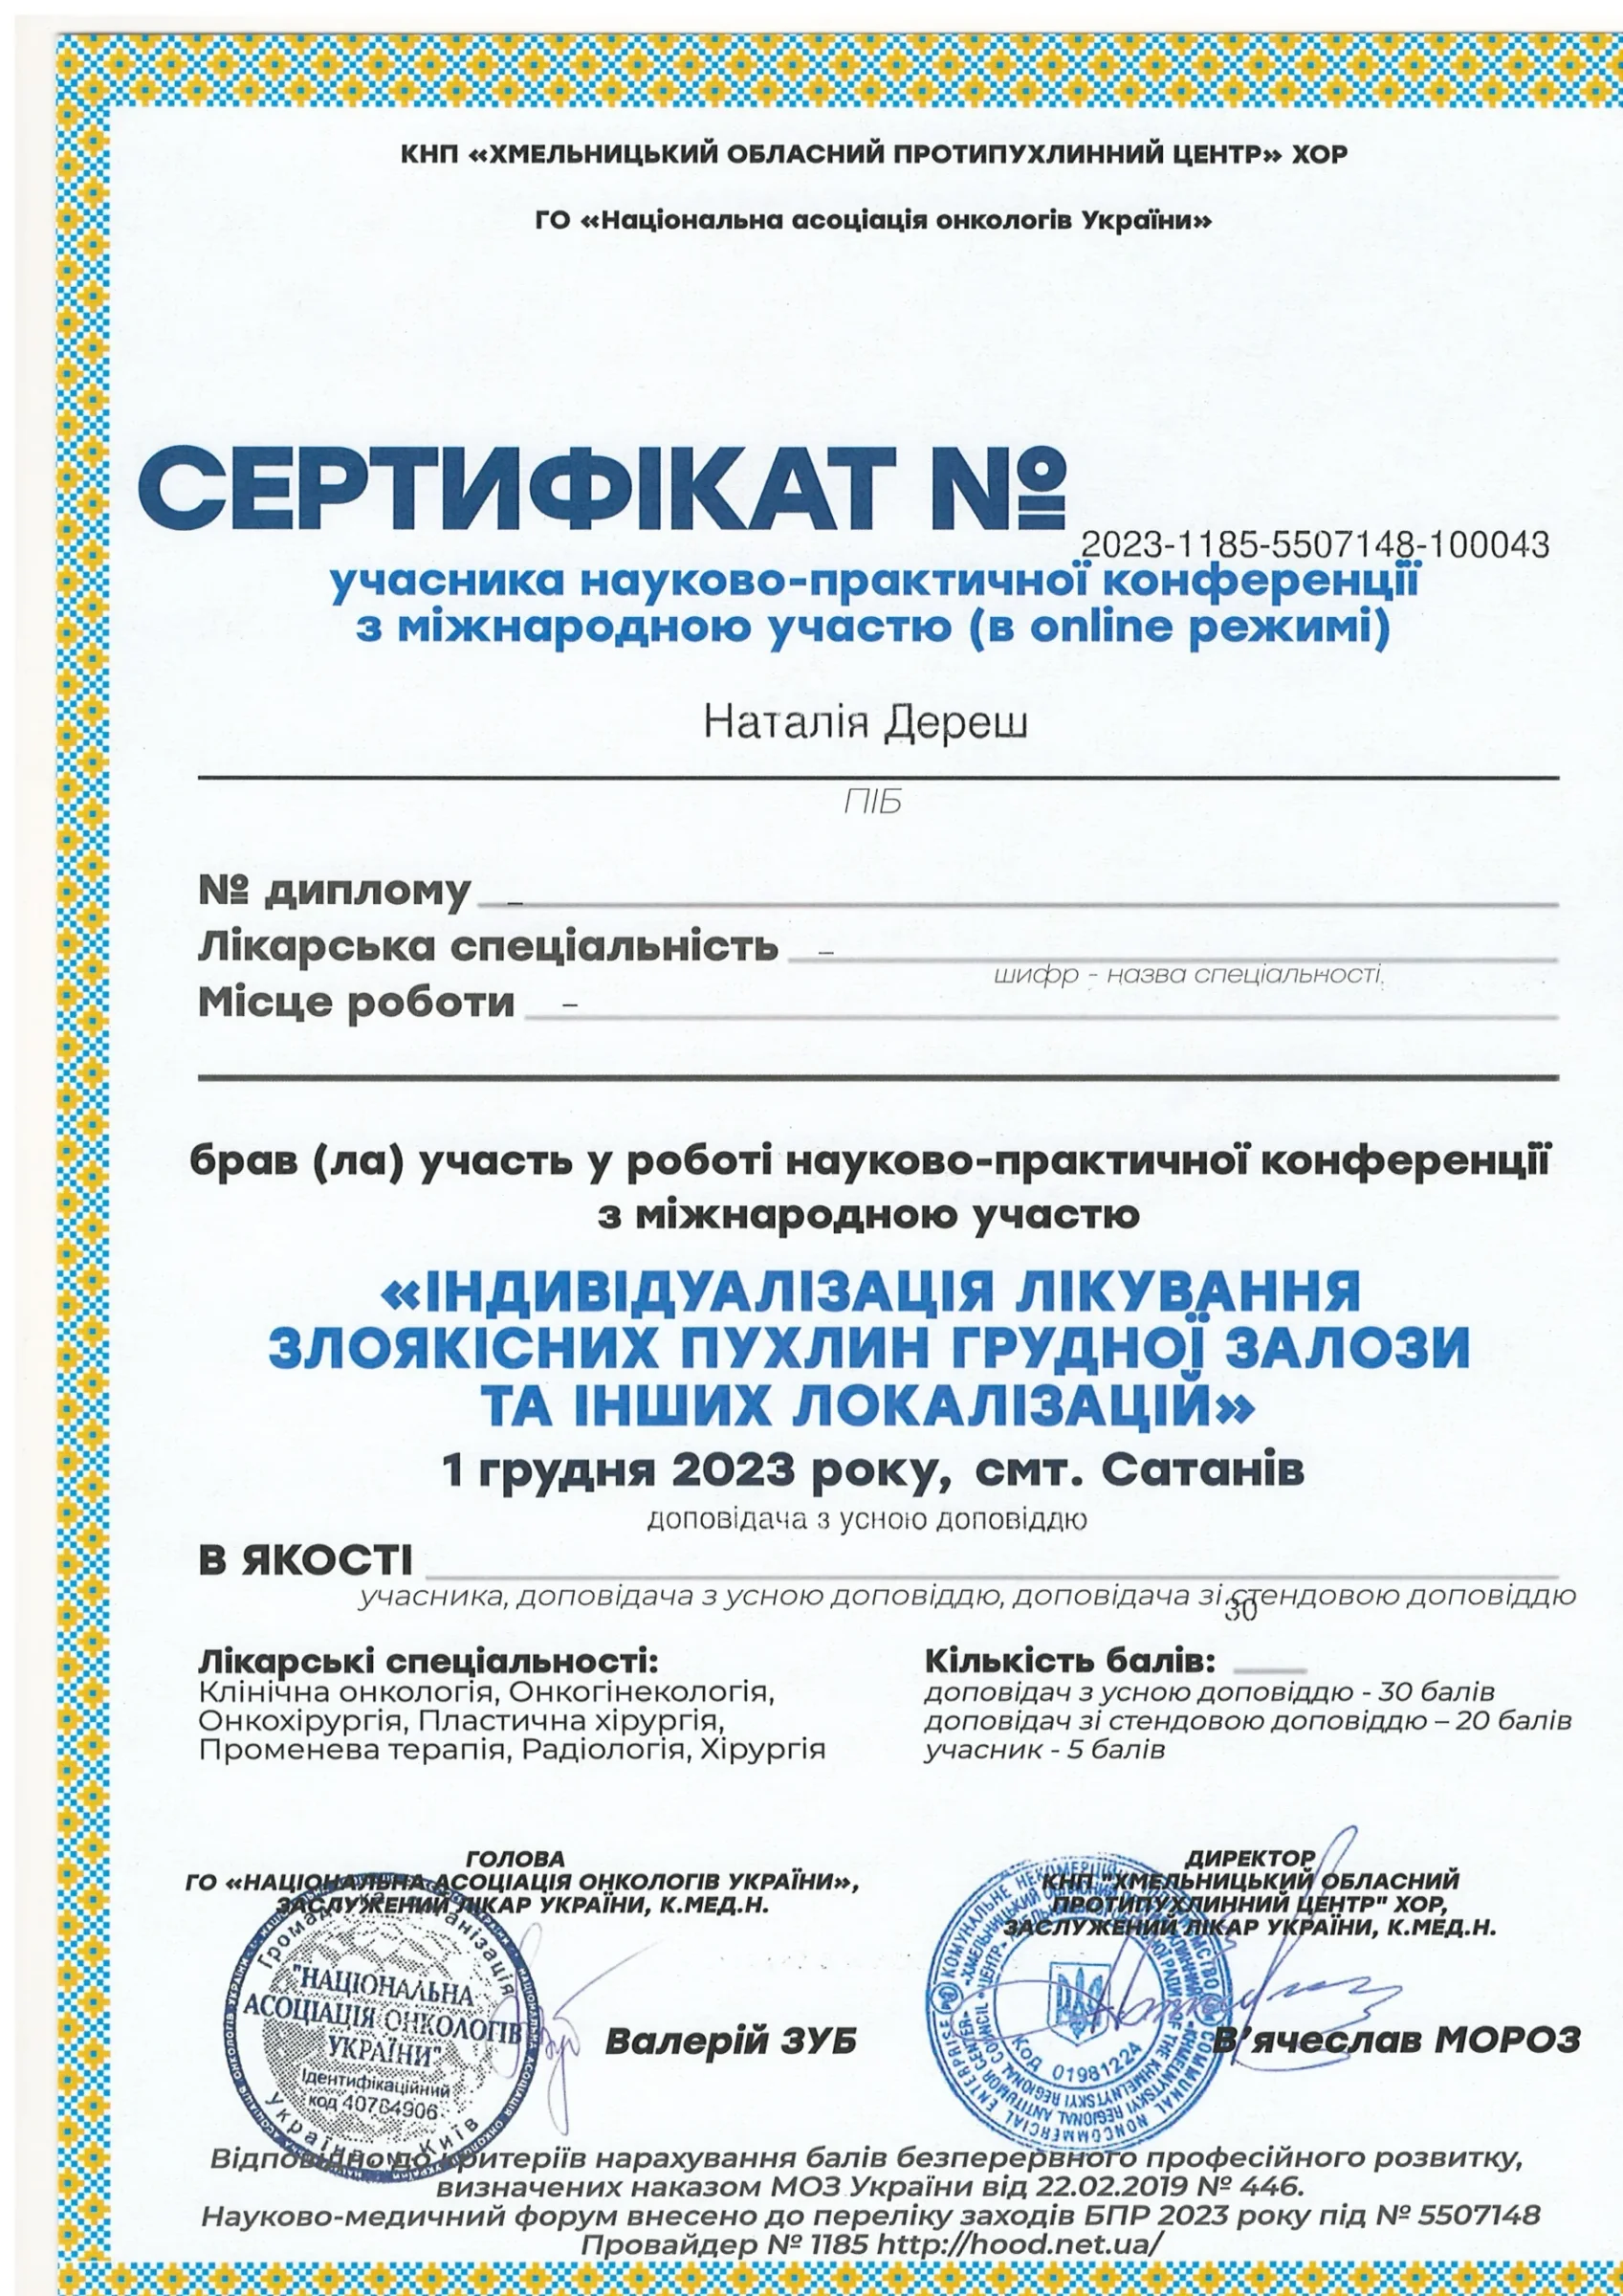 КНП «ХМЕЛЬНИЦЬКИЙ ОБЛАСНИЙ ПРОТИПУХЛИННИЙ ЦЕНТР» ХОР
ГО «Національна асоціація онкологів України»
СЕРТИФІКАТ №
2023-1185-5507148-100043
учасника науково-практичної конференції
з міжнародною участю (в online режимі)
Наталія Дереш
ПІБ
№ диплому –
Лікарська спеціальність –
шифр - назва спеціальності,
Місце роботи –
брав (ла) участь у роботі науково-практичної конференції
з міжнародною участю
«ІНДИВІДУАЛІЗАЦІЯ ЛІКУВАННЯ
ЗЛОЯКІСНИХ ПУХЛИН ГРУДНОЇ ЗАЛОЗИ
ТА ІНШИХ ЛОКАЛІЗАЦІЙ»
1 грудня 2023 року, смт. Сатанів
доповідача з усною доповіддю
В ЯКОСТІ
учасника, доповідача з усною доповіддю, доповідача зі стендовою доповіддю
30
Лікарські спеціальності:
Клінічна онкологія, Онкогінекологія,
Онкохірургія, Пластична хірургія,
Променева терапія, Радіологія, Хірургія
Кількість балів:
доповідач з усною доповіддю - 30 балів
доповідач зі стендовою доповіддю – 20 балів
учасник - 5 балів
ГОЛОВА
ГО «НАЦІОНАЛЬНА АСОЦІАЦІЯ ОНКОЛОГІВ УКРАЇНИ»,
ЗАСЛУЖЕНИЙ ЛІКАР УКРАЇНИ, К.МЕД.Н.
Громадська організація
"НАЦІОНАЛЬНА
АСОЦІАЦІЯ ОНКОЛОГІВ
УКРАЇНИ"
Ідентифікаційний
код 40784906
Україна м. Київ
Валерій ЗУБ
ДИРЕКТОР
КНП "ХМЕЛЬНИЦЬКИЙ ОБЛАСНИЙ
ПРОТИПУХЛИННИЙ ЦЕНТР" ХОР,
ЗАСЛУЖЕНИЙ ЛІКАР УКРАЇНИ, К.МЕД.Н.
КОД 01981224
В’ячеслав МОРОЗ
Відповідно до критеріїв нарахування балів безперервного професійного розвитку,
визначених наказом МОЗ України від 22.02.2019 № 446.
Науково-медичний форум внесено до переліку заходів БПР 2023 року під № 5507148
Провайдер № 1185 http://hood.net.ua/